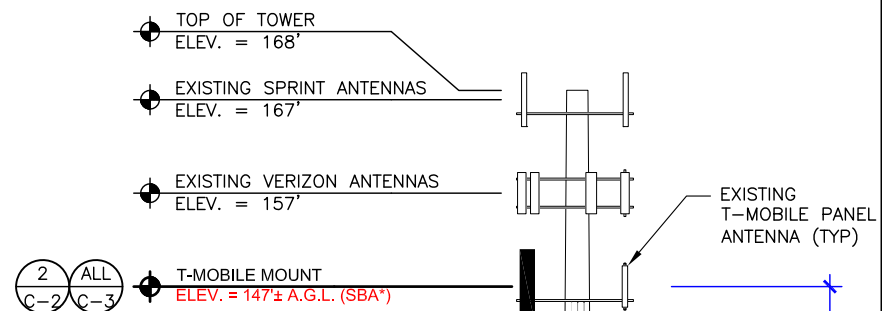 TOP OF TOWER
ELEV. = 168'
EXISTING SPRINT ANTENNAS
ELEV. = 167'
EXISTING VERIZON ANTENNAS
ELEV. = 157'
EXISTING
T-MOBILE PANEL
ANTENNA (TYP)
2
C-2
ALL
C-3
T-MOBILE MOUNT
ELEV. = 147'± A.G.L. (SBA*)